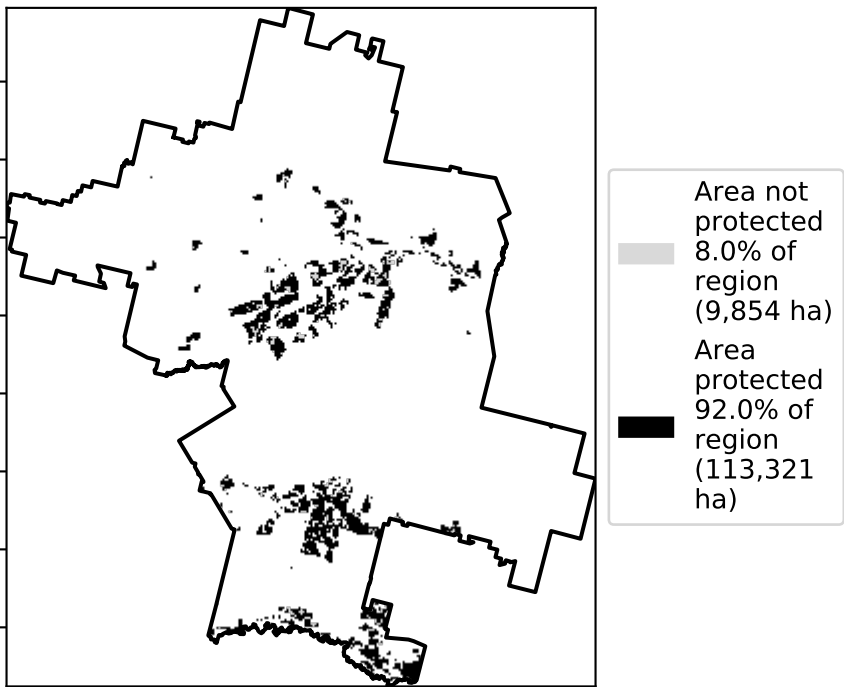 Area not
protected
8.0% of
region
(9,854 ha)
Area
protected
92.0% of
region
(113,321
ha)